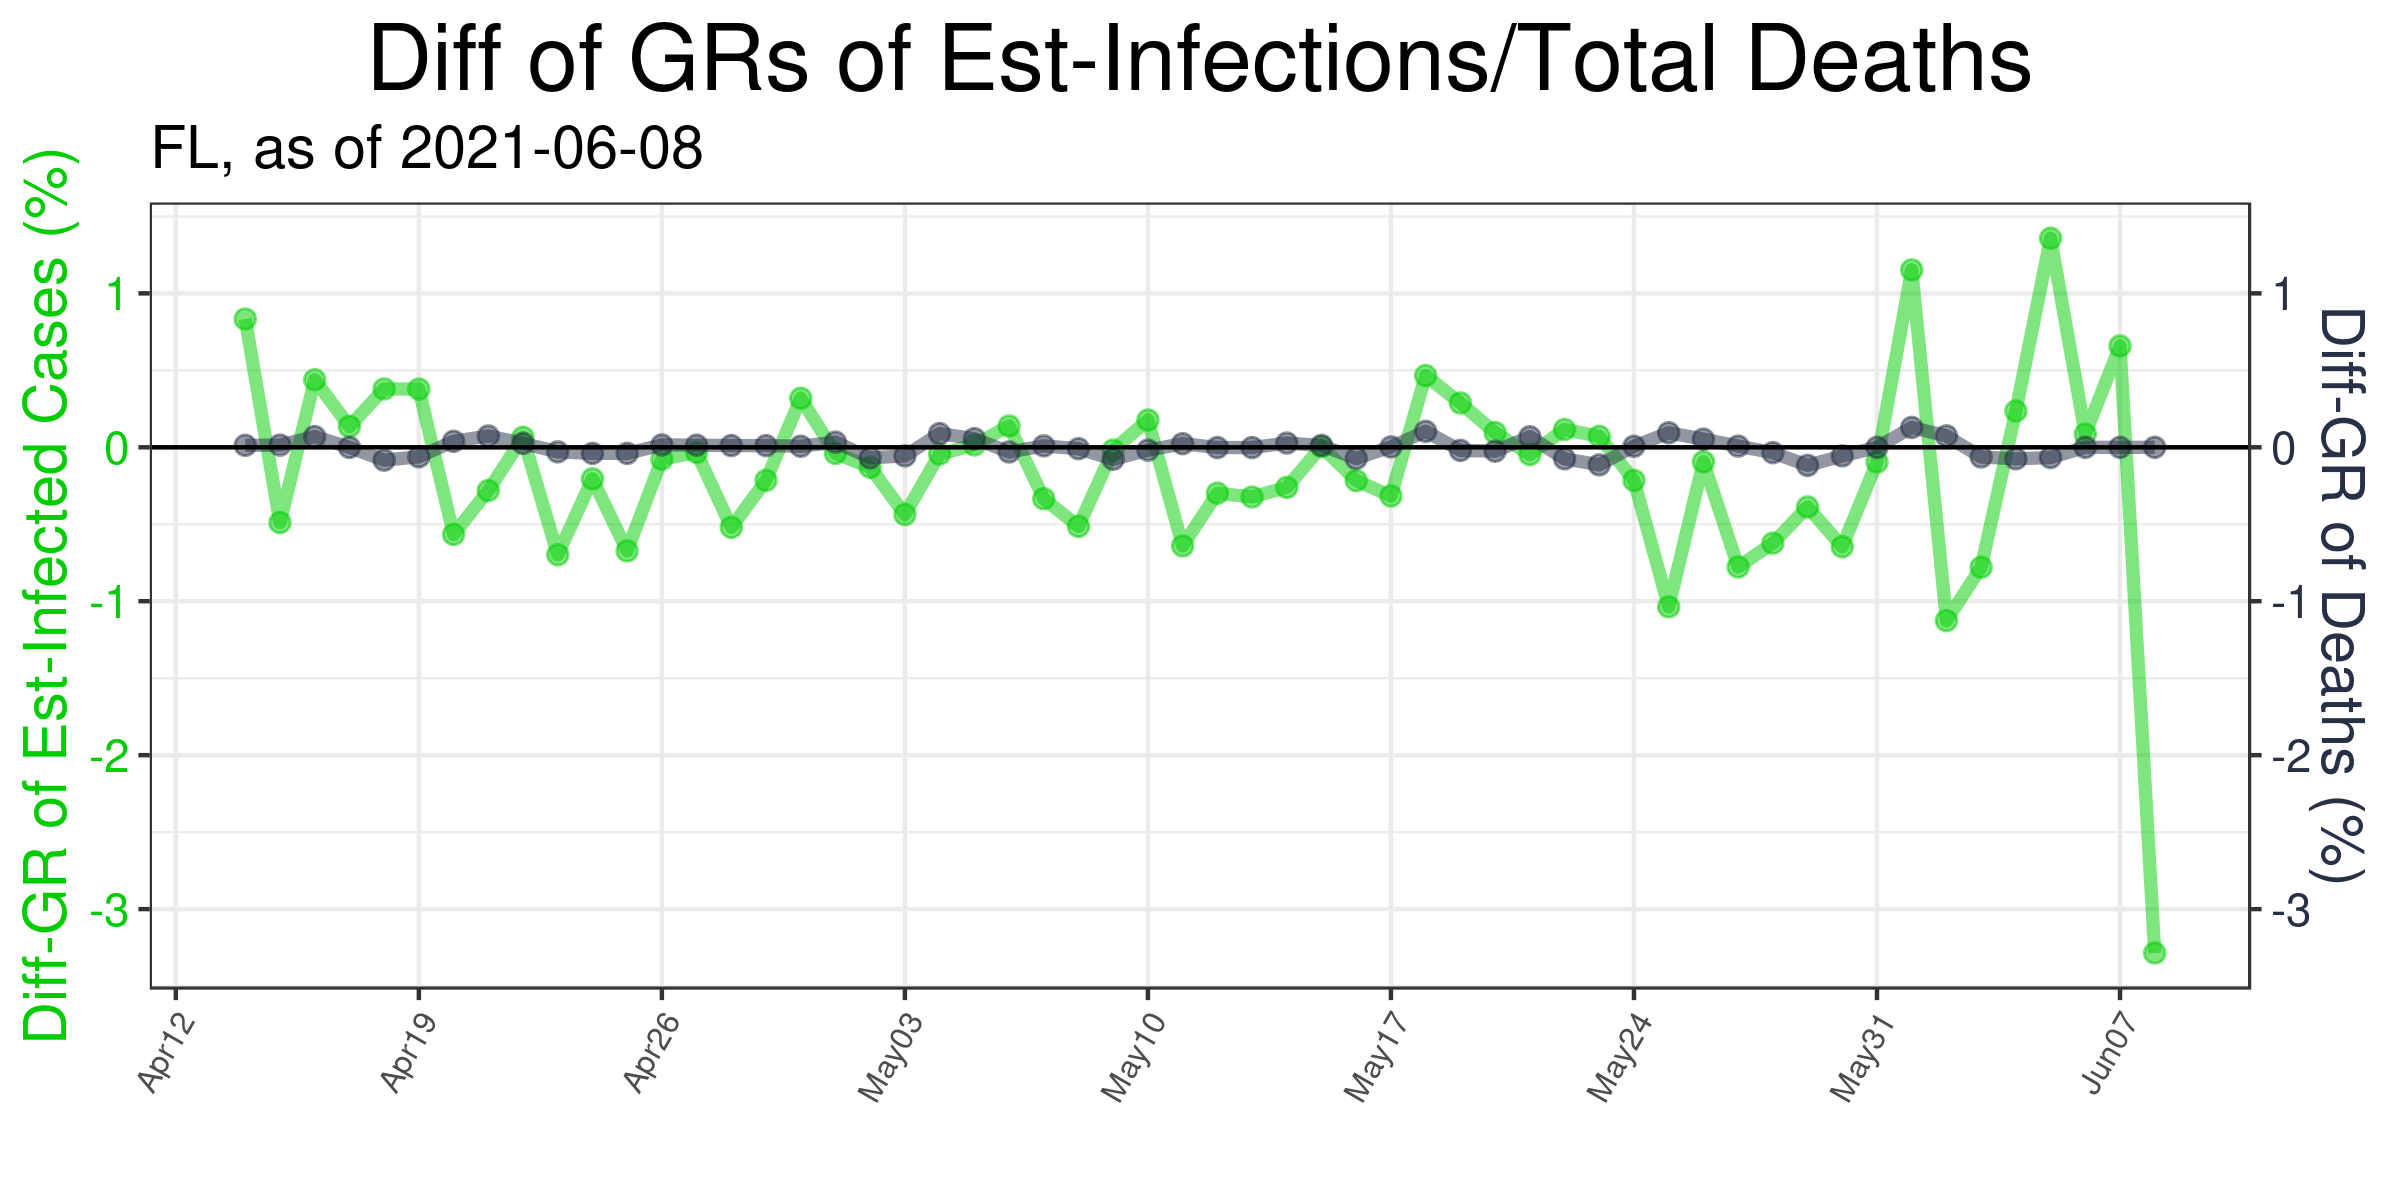 Diff of GRs of Est-Infections/Total Deaths
FL, as of 2021-06-08
Diff-GR of Est-Infected Cases (%)
1
0
-1
-2
-3
1
0
-1
-2
-3
Diff-GR of Deaths (%)
Apr12
Apr19
Apr26
May03
May10
May17
May24
May31
Jun07